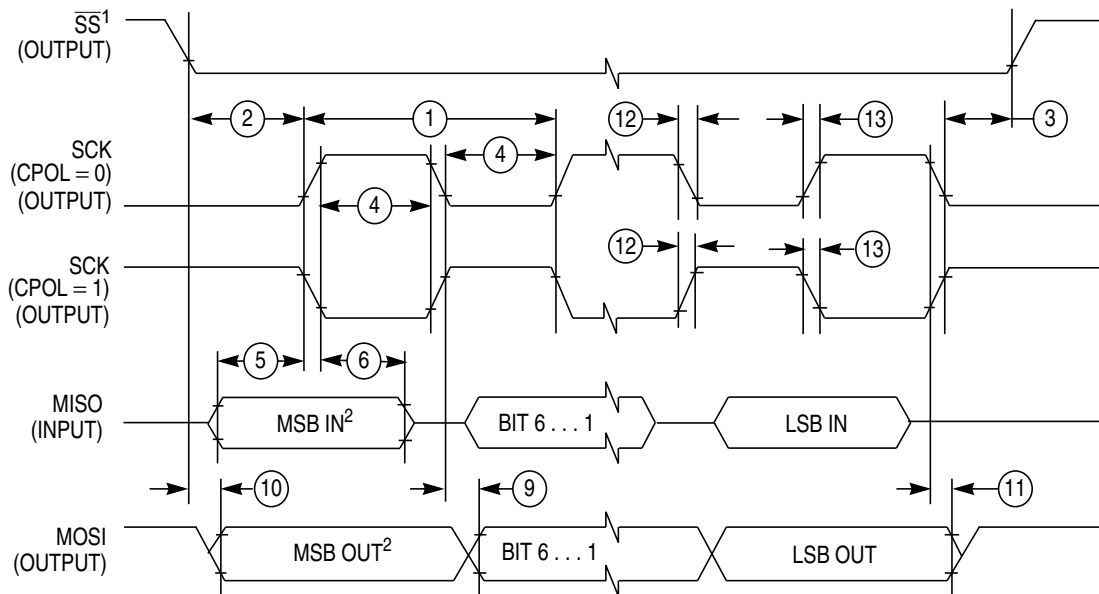 SS¹
(OUTPUT)
2
1
12
13
3
SCK
(CPOL = 0)
(OUTPUT)
4
4
SCK
(CPOL = 1)
(OUTPUT)
12
13
5
6
MISO
(INPUT)
MSB IN²
BIT 6 . . . 1
LSB IN
10
9
11
MOSI
(OUTPUT)
MSB OUT²
BIT 6 . . . 1
LSB OUT